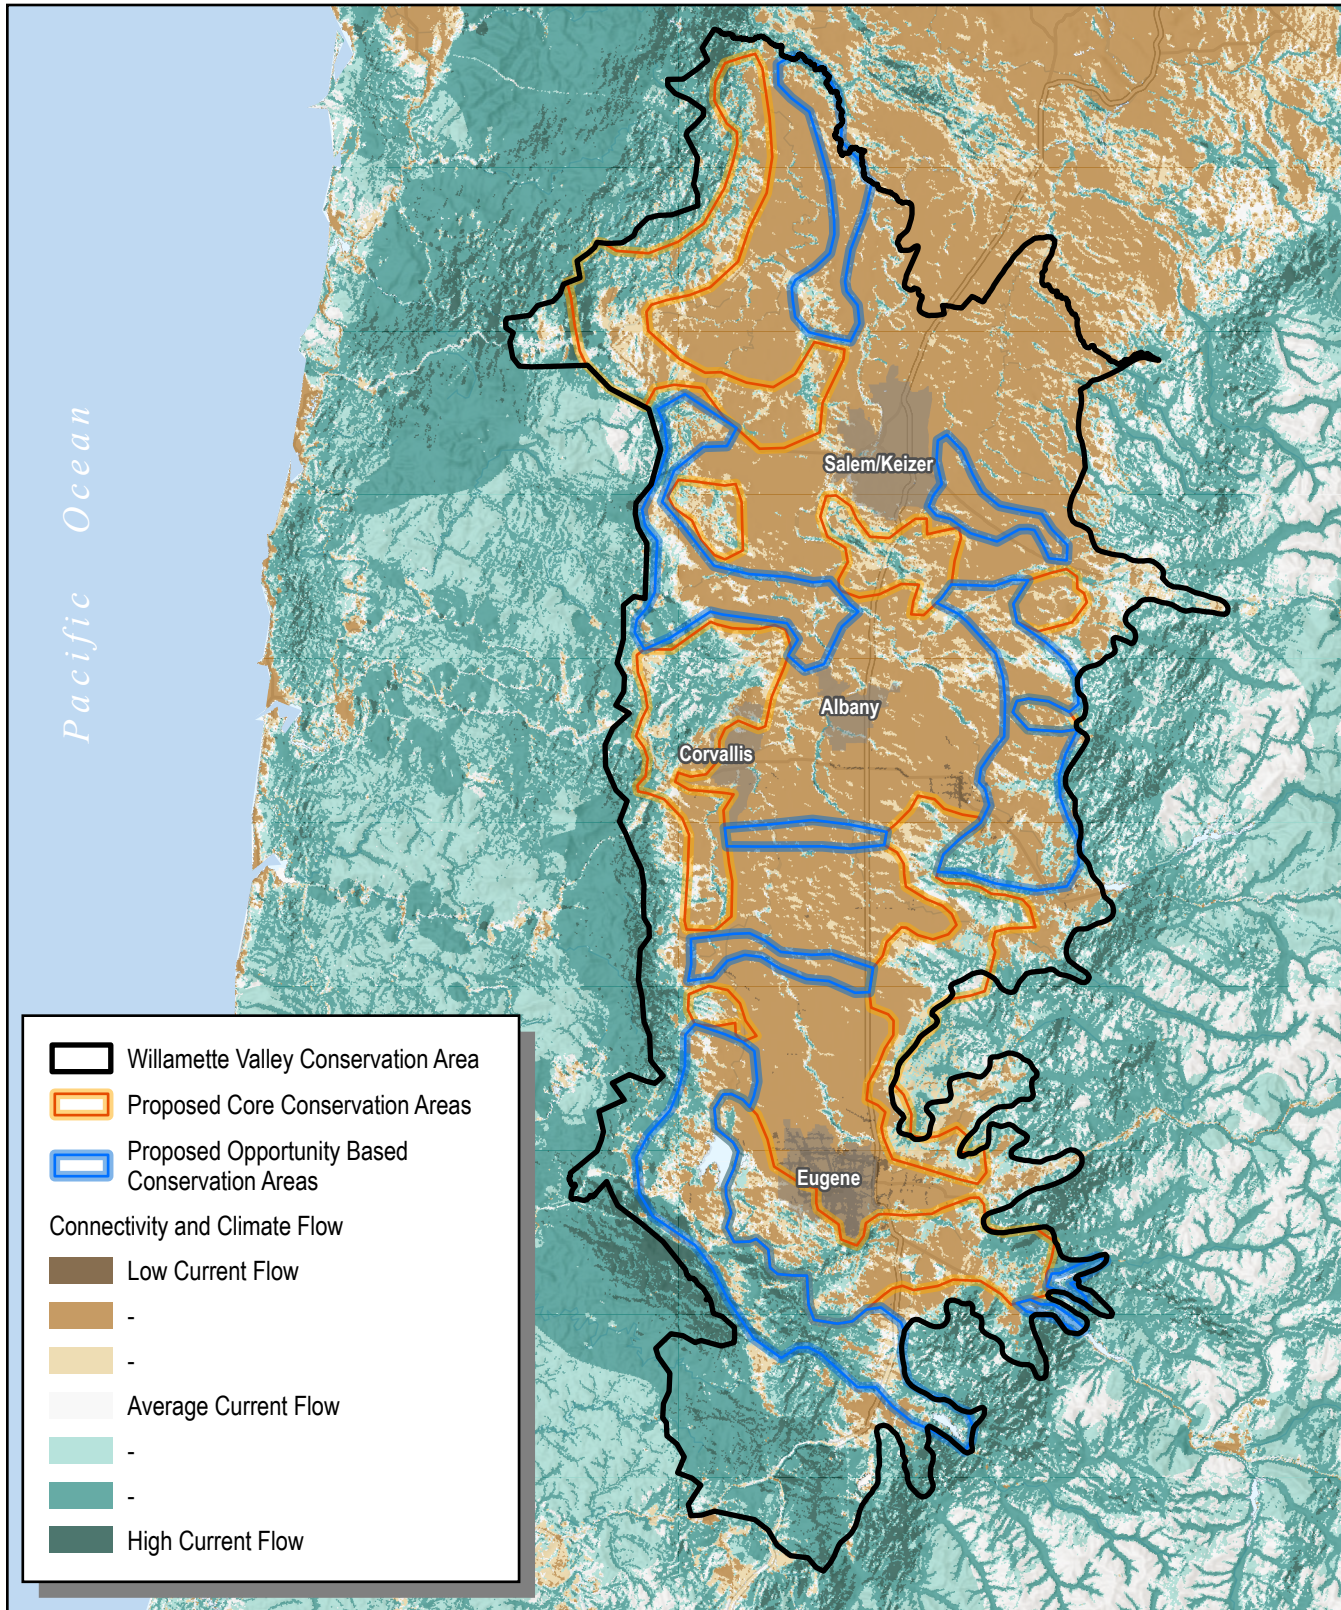 Pacific Ocean
Salem/Keizer
Albany
Corvallis
Eugene
Willamette Valley Conservation Area
Proposed Core Conservation Areas
Proposed Opportunity Based
Conservation Areas
Connectivity and Climate Flow
Low Current Flow
-
-
Average Current Flow
-
-
High Current Flow